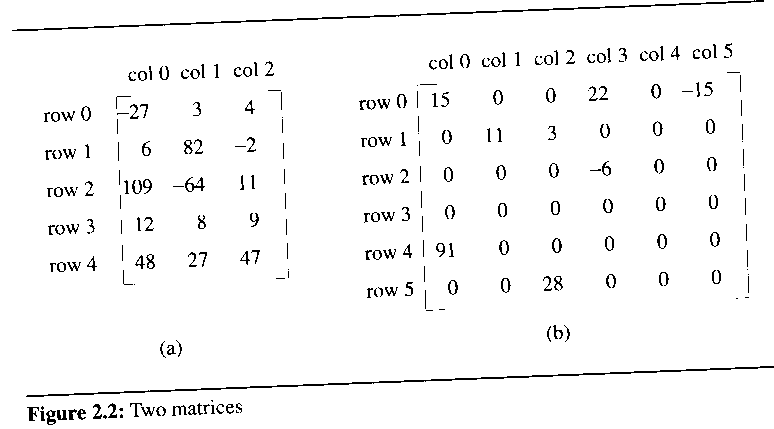 col 0 col 1 col 2
row 0 -27 3 4
row 1 6 82 -2
row 2 109 -64 11
row 3 12 8 9
row 4 48 27 47
(a)
col 0 col 1 col 2 col 3 col 4 col 5
row 0 15 0 0 22 0 -15
row 1 0 11 3 0 0 0
row 2 0 0 0 -6 0 0
row 3 0 0 0 0 0 0
row 4 91 0 0 0 0 0
row 5 0 0 28 0 0 0
(b)
Figure 2.2: Two matrices